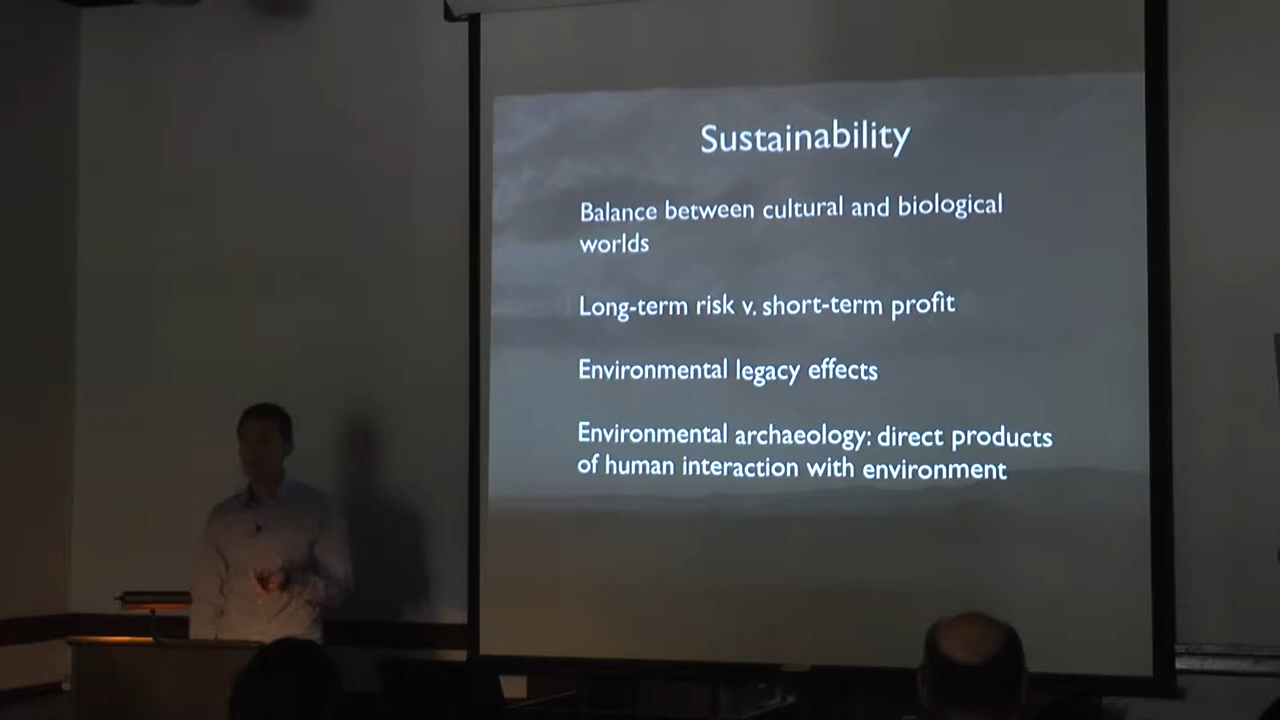 Sustainability
Balance between cultural and biological
worlds
Long-term risk v. short-term profit
Environmental legacy effects
Environmental archaeology: direct products
of human interaction with environment